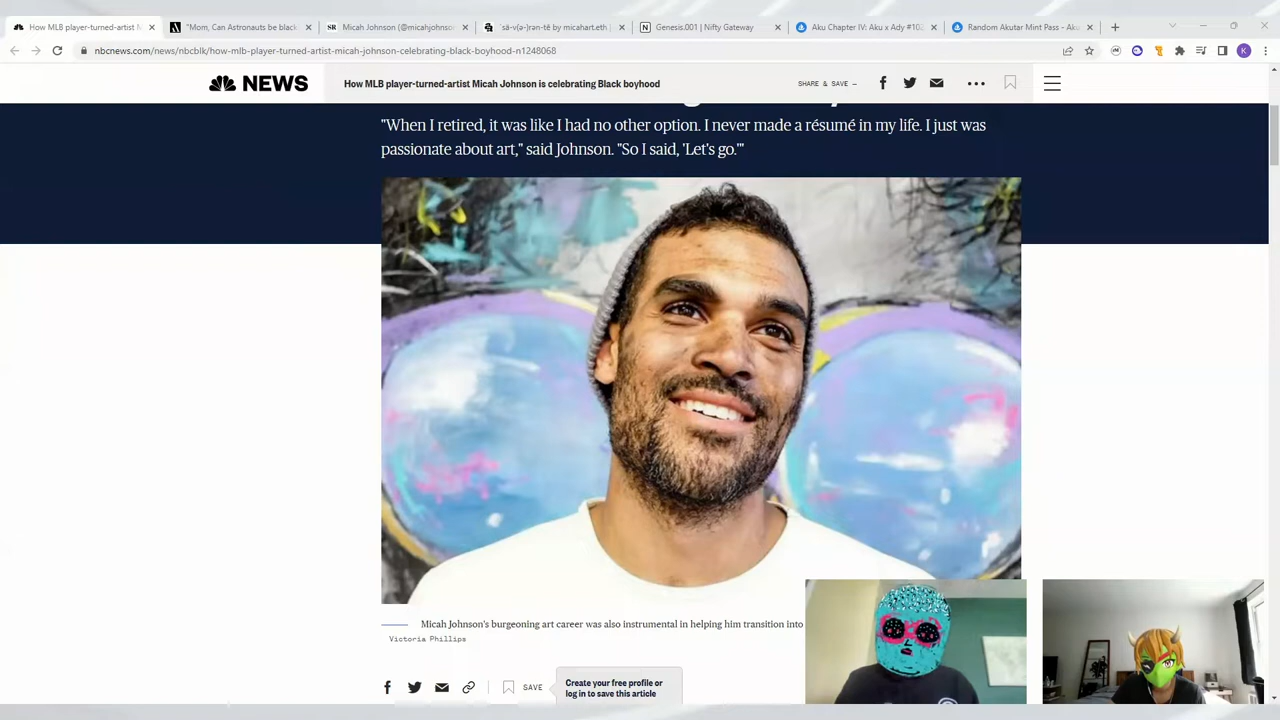 How MLB player-turned-artist M
"Mom, Can Astronauts be black
SR Micah Johnson (@micahjohnso
sä-v(ə-)rən-tē by micahart.eth |
N Genesis.001 | Nifty Gateway
Aku Chapter IV: Aku x Ady #102
Random Akutar Mint Pass - Aku
nbcnews.com/news/nbcblk/how-mlb-player-turned-artist-micah-johnson-celebrating-black-boyhood-n1248068
K
NEWS
How MLB player-turned-artist Micah Johnson is celebrating Black boyhood
SHARE & SAVE –
"When I retired, it was like I had no other option. I never made a résumé in my life. I just was
passionate about art," said Johnson. "So I said, 'Let's go.'"
Micah Johnson's burgeoning art career was also instrumental in helping him transition into
Victoria Phillips
SAVE
Create your free profile or
log in to save this article